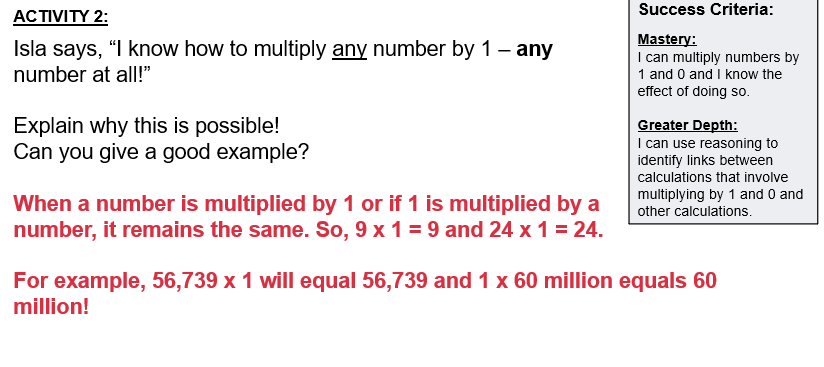 ACTIVITY 2:
Isla says, “I know how to multiply any number by 1 – any
number at all!”
Explain why this is possible!
Can you give a good example?
When a number is multiplied by 1 or if 1 is multiplied by a
number, it remains the same. So, 9 x 1 = 9 and 24 x 1 = 24.
For example, 56,739 x 1 will equal 56,739 and 1 x 60 million equals 60
million!
Success Criteria:
Mastery:
I can multiply numbers by
1 and 0 and I know the
effect of doing so.
Greater Depth:
I can use reasoning to
identify links between
calculations that involve
multiplying by 1 and 0 and
other calculations.